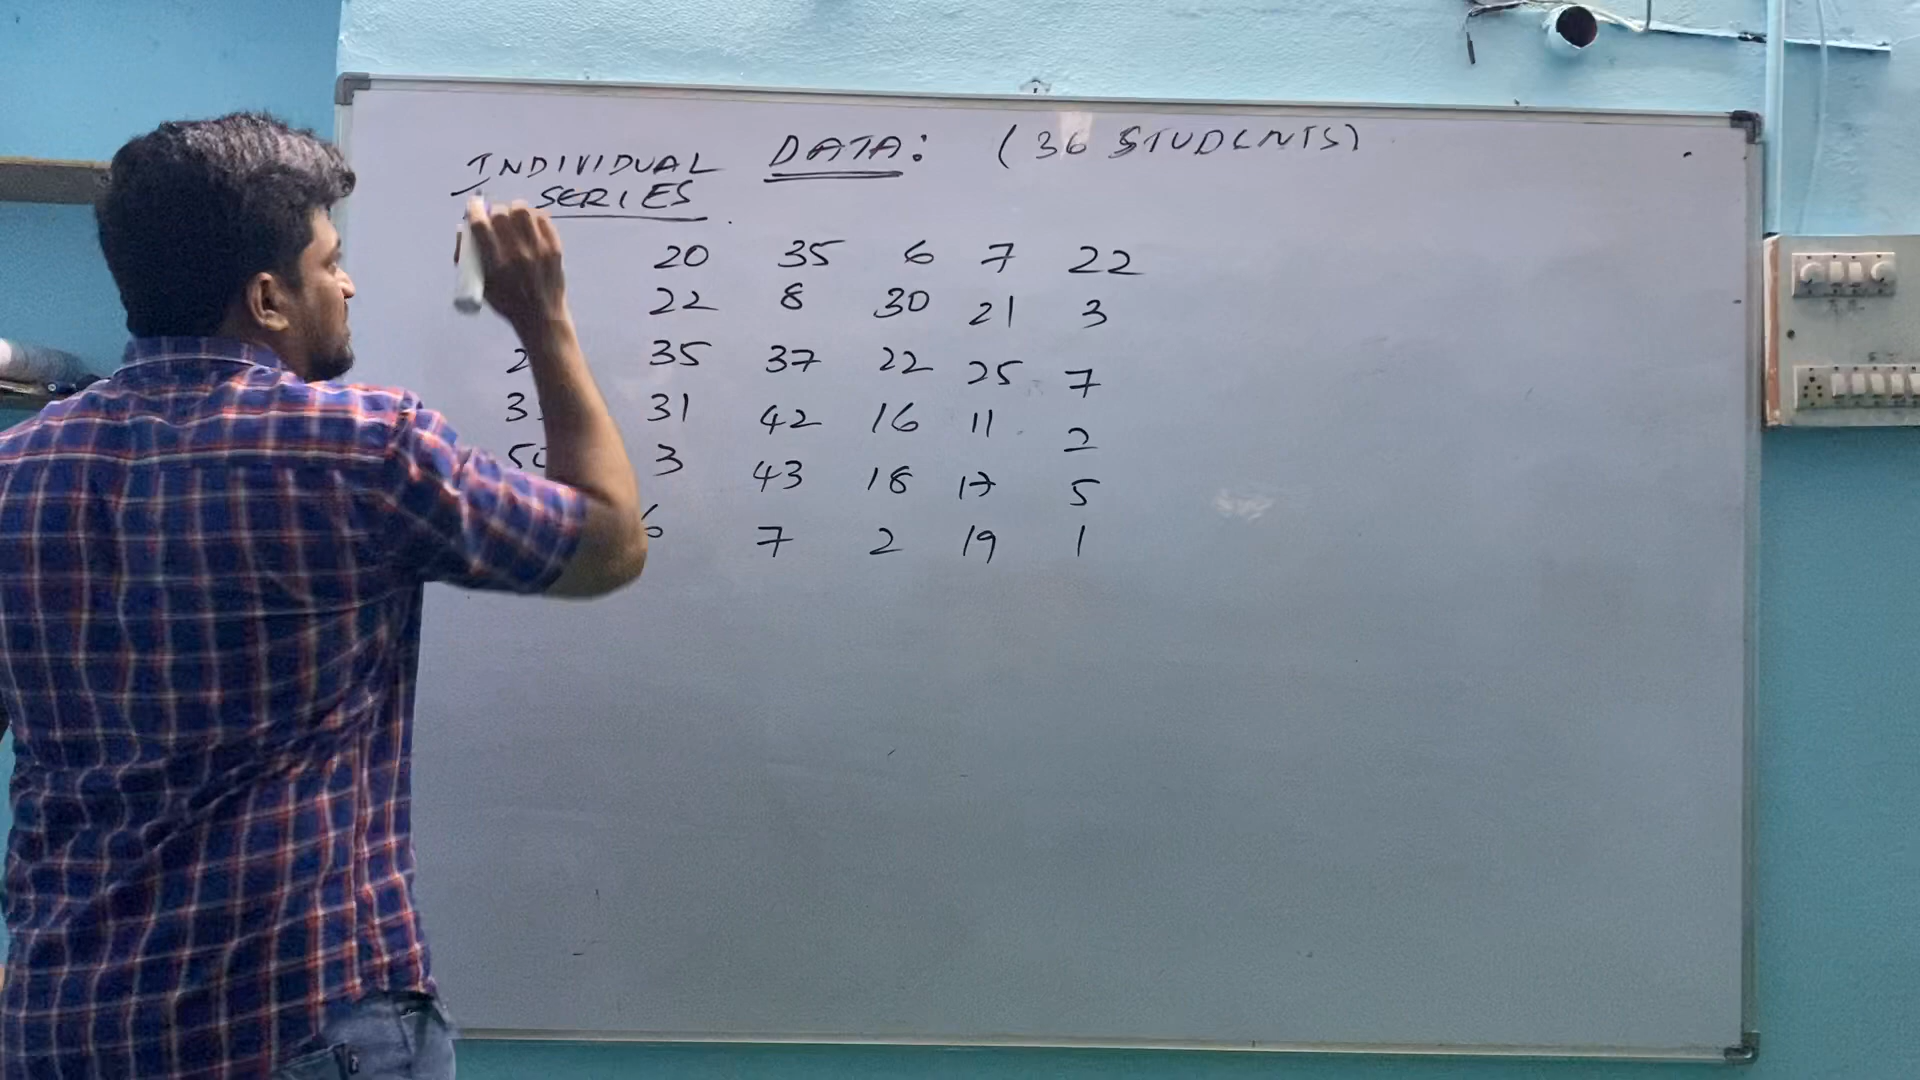 INDIVIDUAL SERIES DATA: (36 STUDENTS)
20 35 6 7 22
22 8 30 21 3
35 37 22 25 7
31 42 16 11 2
3 43 18 17 5
6 7 2 19 1